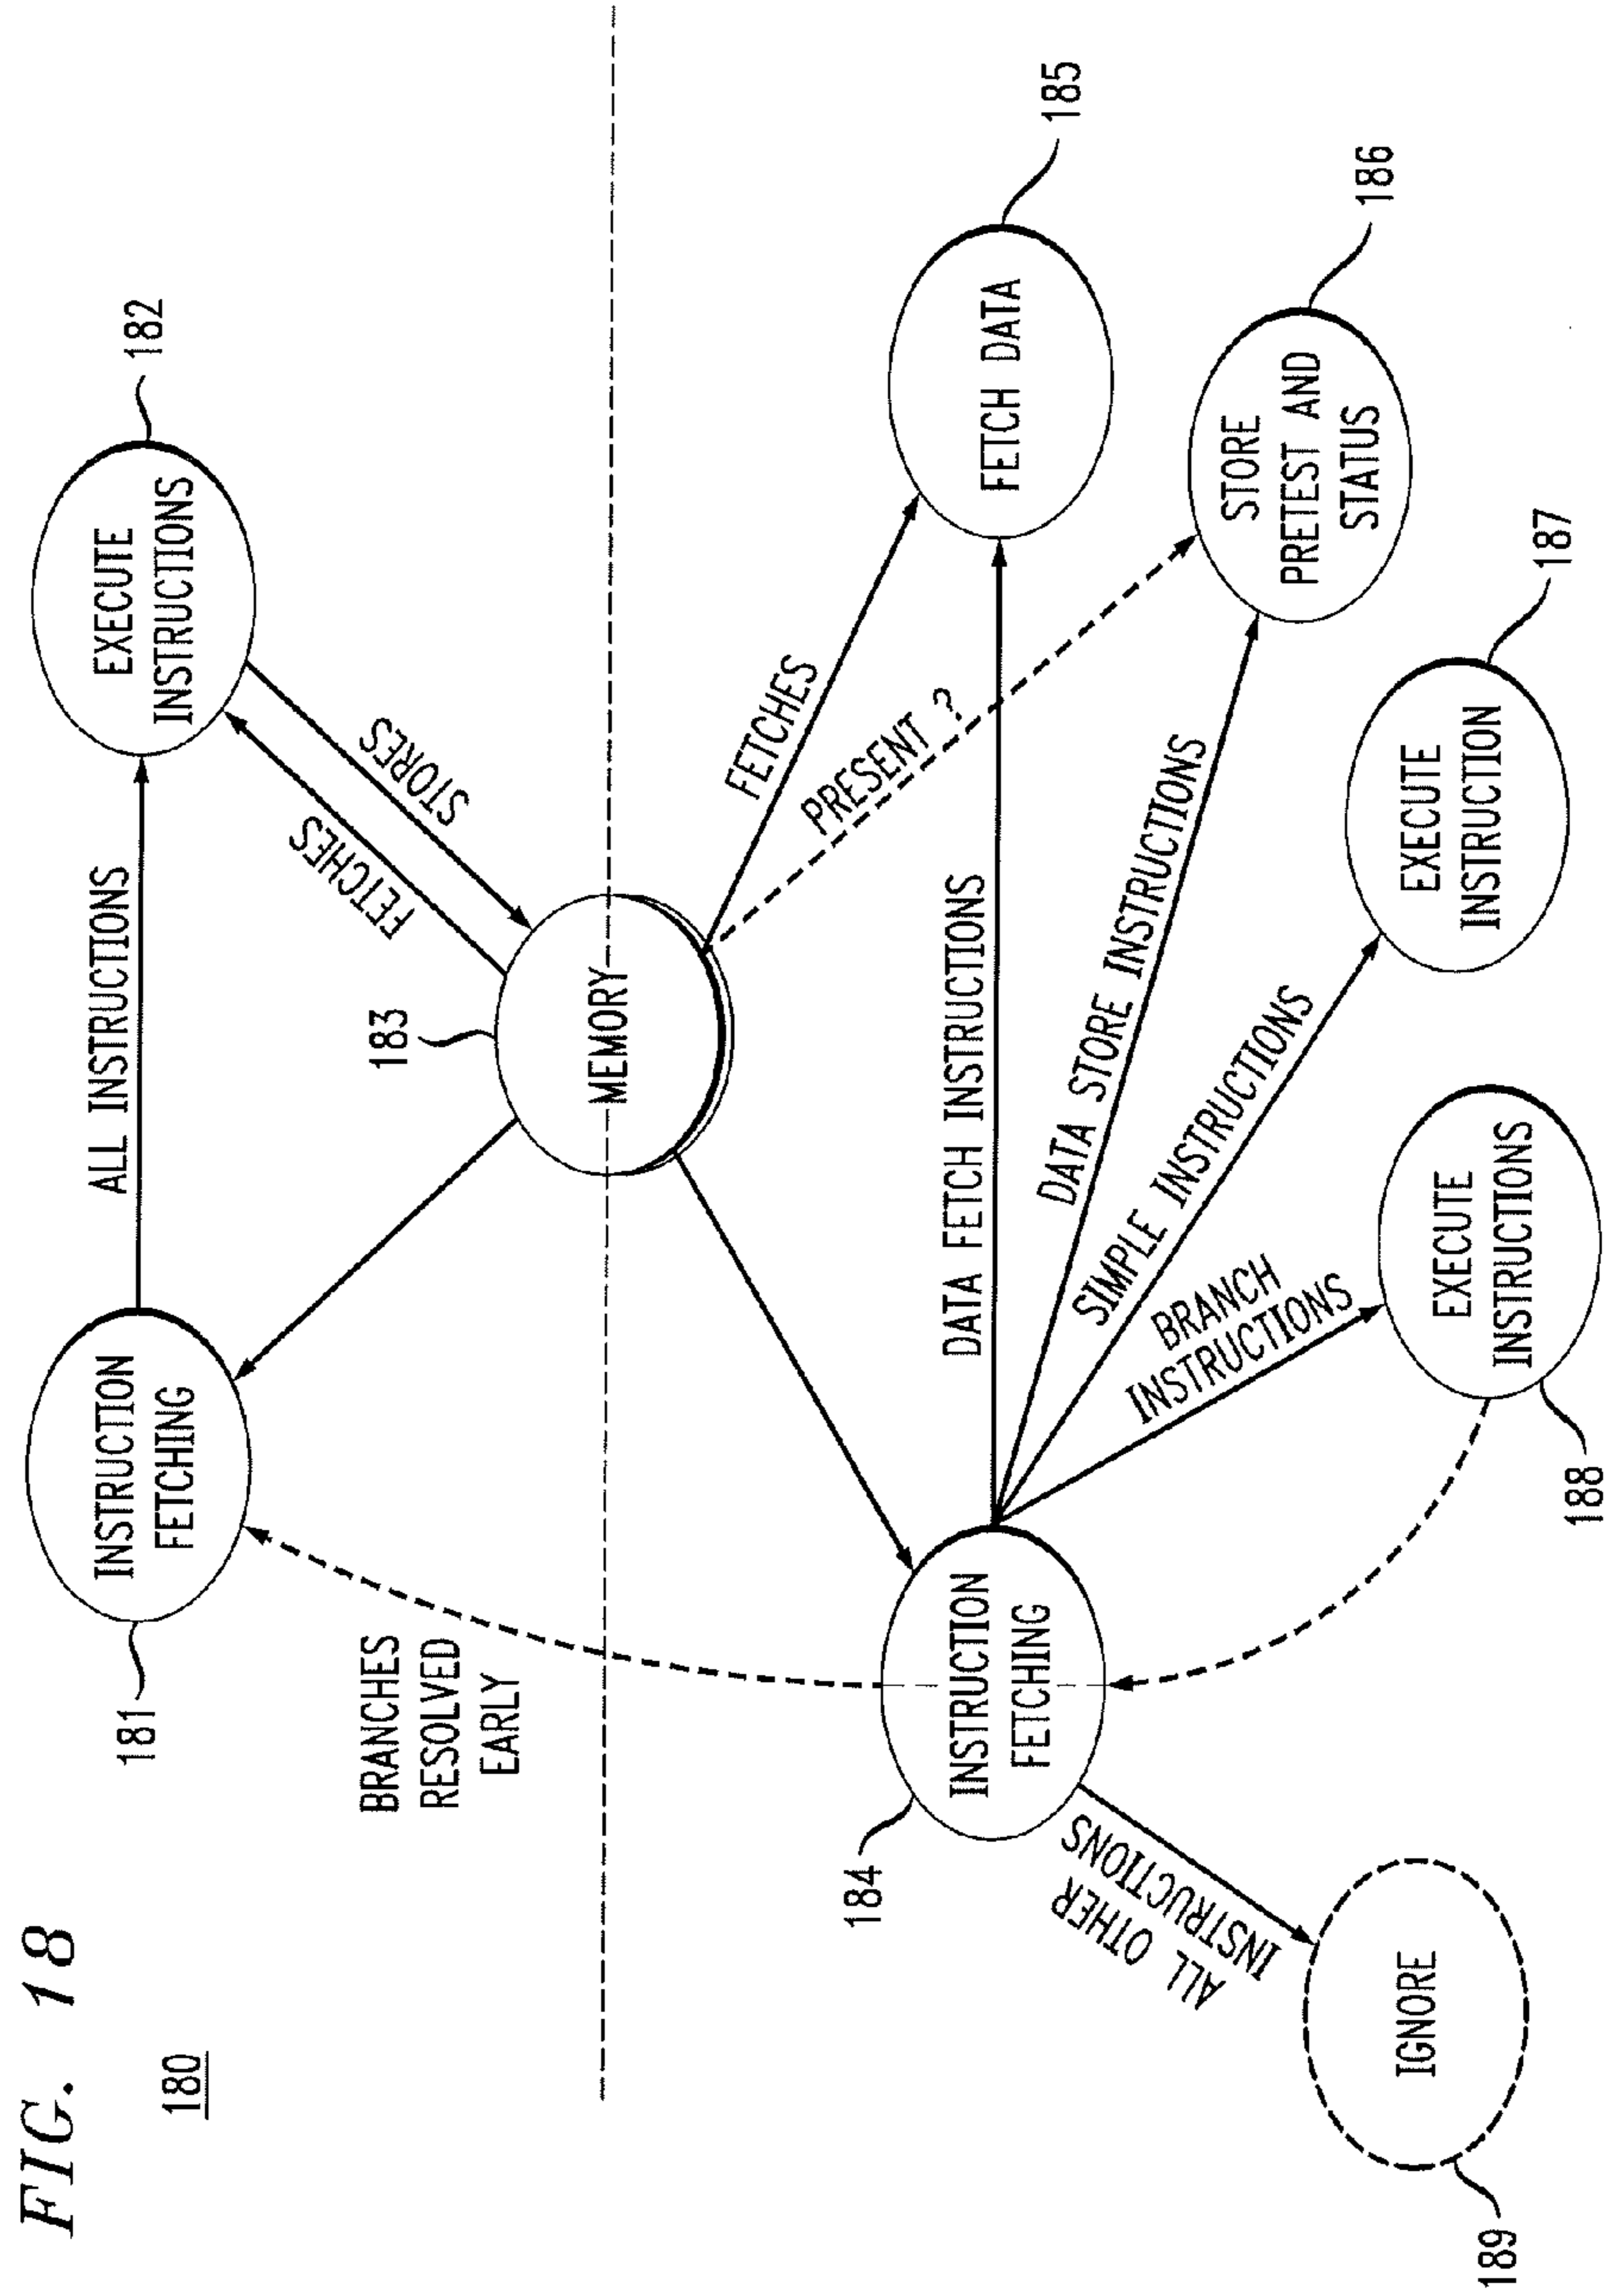 FIG. 18
180
181
INSTRUCTION
FETCHING
ALL INSTRUCTIONS
EXECUTE
INSTRUCTIONS
182
BRANCHES
RESOLVED
EARLY
183
FETCHES
STORES
MEMORY
184
INSTRUCTION
FETCHING
FETCHES
PRESENT ?
DATA FETCH INSTRUCTIONS
FETCH DATA
185
DATA STORE INSTRUCTIONS
STORE
PRETEST AND
STATUS
186
SIMPLE INSTRUCTIONS
EXECUTE
INSTRUCTION
187
BRANCH
INSTRUCTIONS
EXECUTE
INSTRUCTIONS
188
ALL OTHER
INSTRUCTIONS
IGNORE
189